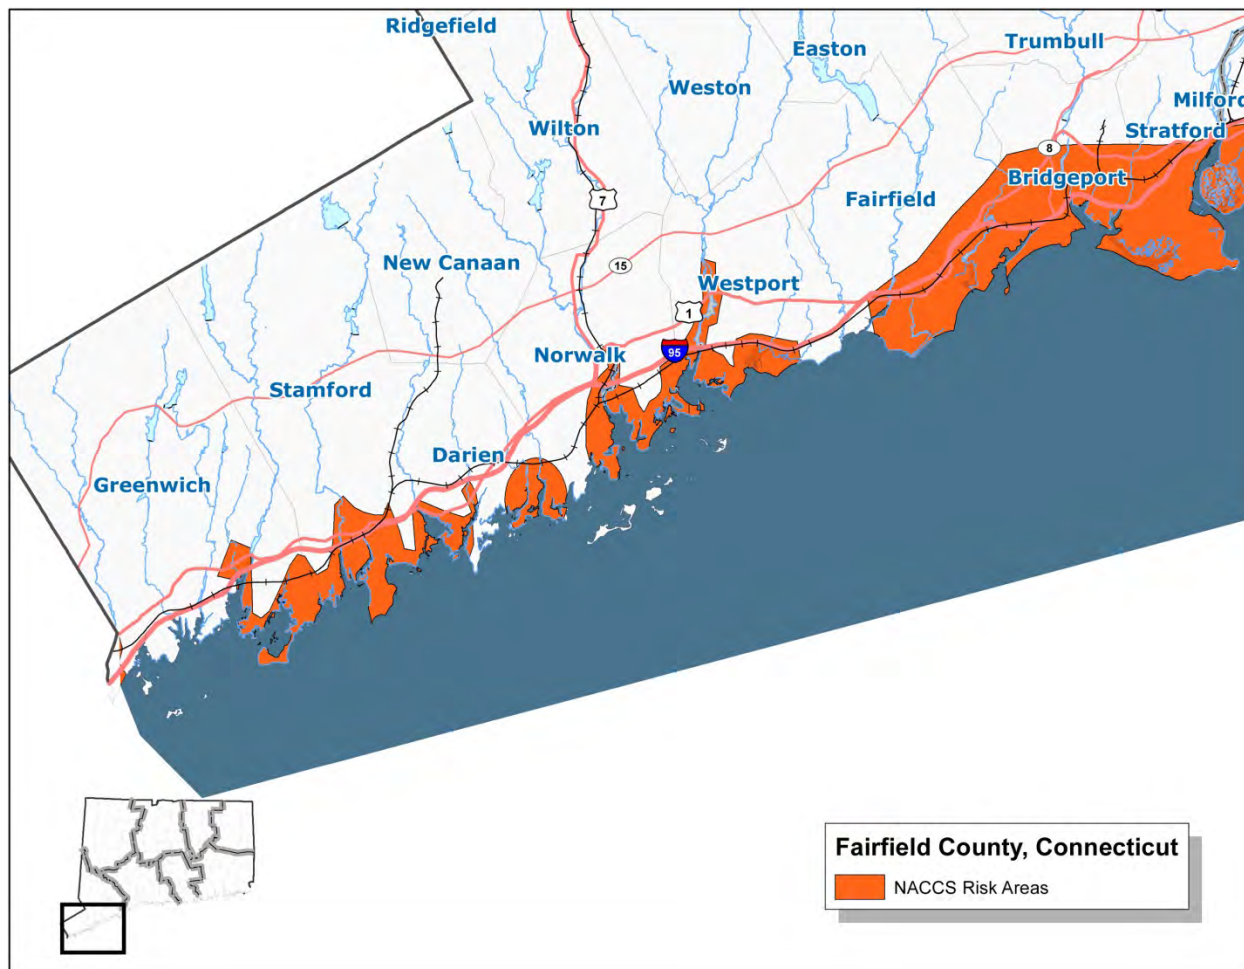 Ridgefield
Easton
Trumbull
Weston
Milford
Wilton
Stratford
8
Bridgeport
7
Fairfield
15
New Canaan
Westport
1
95
Norwalk
Stamford
Darien
Greenwich
Fairfield County, Connecticut
NACCS Risk Areas